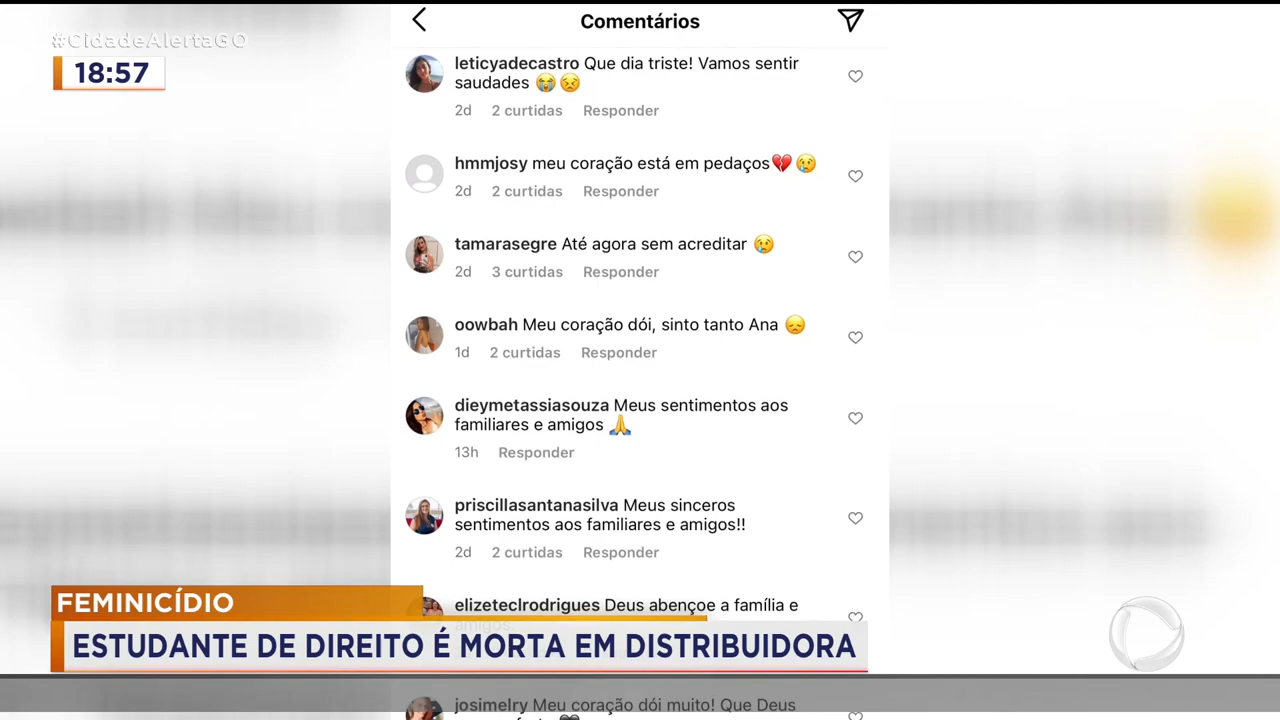 #CidadeAlertaGO
18:57
Comentários
leticyadecastro Que dia triste! Vamos sentir
saudades 😭😣
2d 2 curtidas Responder
hmmjosy meu coração está em pedaços💔😢
2d 2 curtidas Responder
tamarasegre Até agora sem acreditar 😢
2d 3 curtidas Responder
oowbah Meu coração dói, sinto tanto Ana 😞
1d 2 curtidas Responder
dieymetassiasouza Meus sentimentos aos
familiares e amigos 🙏
13h Responder
priscillasantanasilva Meus sinceros
sentimentos aos familiares e amigos!!
2d 2 curtidas Responder
elizeteclrodrigues Deus abençoe a família e
amigos.
FEMINICÍDIO
ESTUDANTE DE DIREITO É MORTA EM DISTRIBUIDORA
josimelry Meu coração dói muito! Que Deus